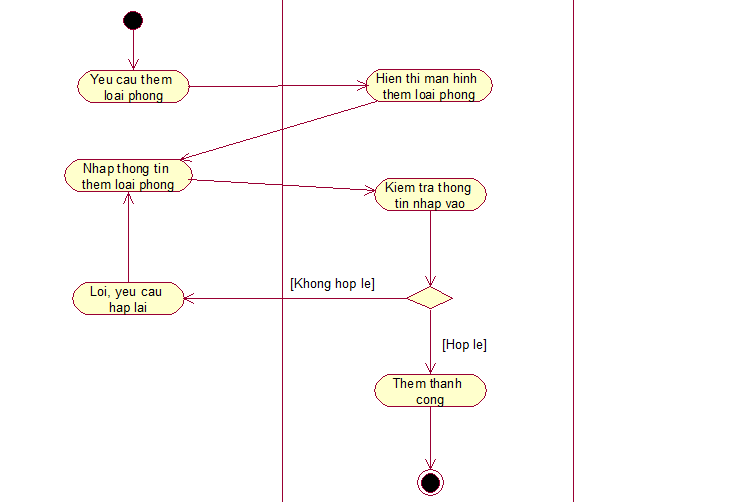 Yeu cau them
loai phong
Hien thi man hinh
them loai phong
Nhap thong tin
them loai phong
Kiem tra thong
tin nhap vao
[Khong hop le]
Loi, yeu cau
hap lai
[Hop le]
Them thanh
cong